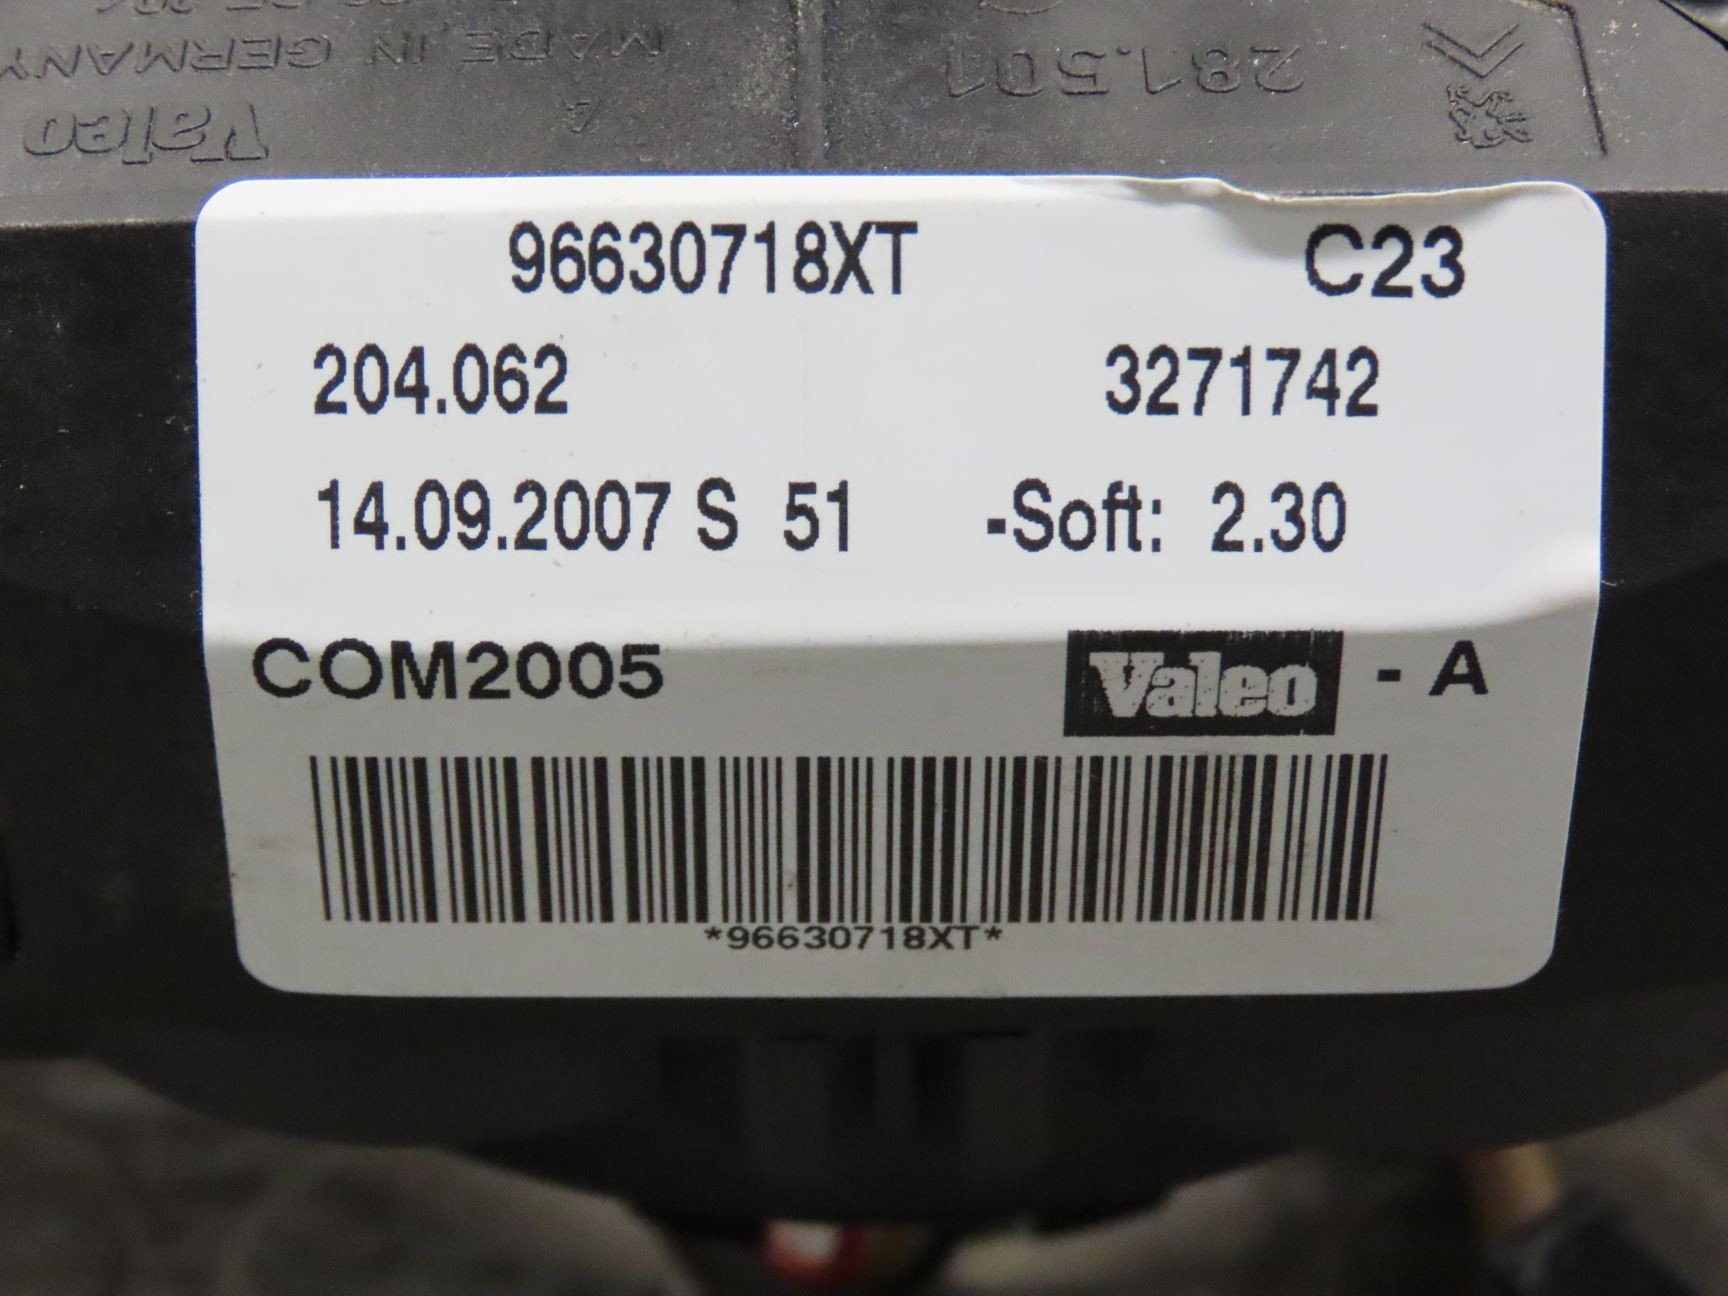 MADE IN GERMANY
Valeo
4
281.501
96630718XT C23
204.062 3271742
14.09.2007 S 51 -Soft: 2.30
COM2005 Valeo - A
*96630718XT*